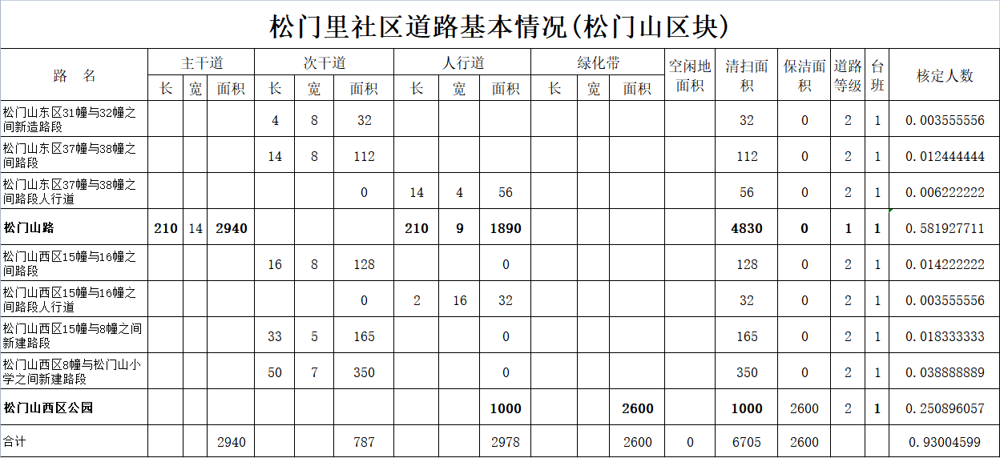 松门里社区道路基本情况(松门山区块)
路 名 主干道 次干道 人行道 绿化带 空闲地面积 清扫面积 保洁面积 道路等级 台班 核定人数
长 宽 面积 长 宽 面积 长 宽 面积 长 宽 面积
松门山东区31幢与32幢之间新造路段 4 8 32 32 0 2 1 0.003555556
松门山东区37幢与38幢之间路段 14 8 112 112 0 2 1 0.012444444
松门山东区37幢与38幢之间路段人行道 0 14 4 56 56 0 2 1 0.006222222
松门山路 210 14 2940 210 9 1890 4830 0 1 1 0.581927711
松门山西区15幢与16幢之间路段 16 8 128 0 128 0 2 1 0.014222222
松门山西区15幢与16幢之间路段人行道 0 2 16 32 32 0 2 1 0.003555556
松门山西区15幢与8幢之间新建路段 33 5 165 0 165 0 2 1 0.018333333
松门山西区8幢与松门山小学之间新建路段 50 7 350 0 350 0 2 1 0.038888889
松门山西区公园 1000 2600 1000 2600 2 1 0.250896057
合计 2940 787 2978 2600 0 6705 2600 0.93004599